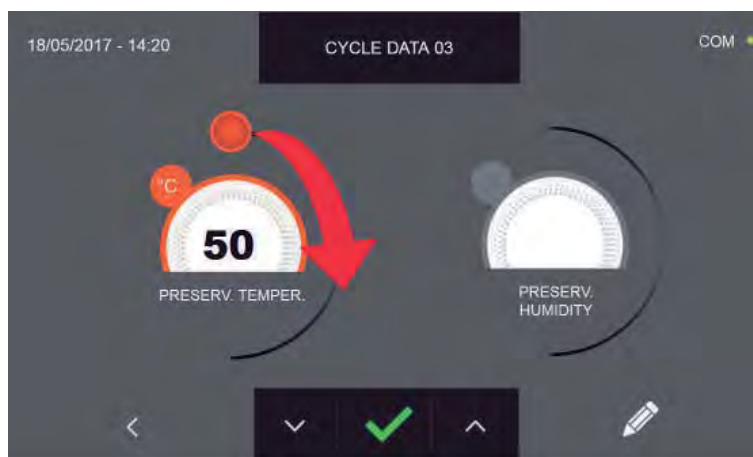 18/05/2017 - 14:20
CYCLE DATA 03
COM
°C
50
PRESERV. TEMPER.
PRESERV.
HUMIDITY